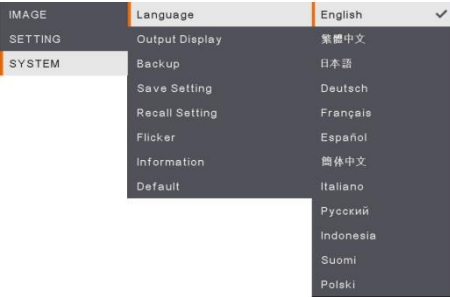 IMAGE
SETTING
SYSTEM
Language
Output Display
Backup
Save Setting
Recall Setting
Flicker
Information
Default
English
繁體中文
日本語
Deutsch
Français
Español
簡体中文
Italiano
Русский
Indonesia
Suomi
Polski